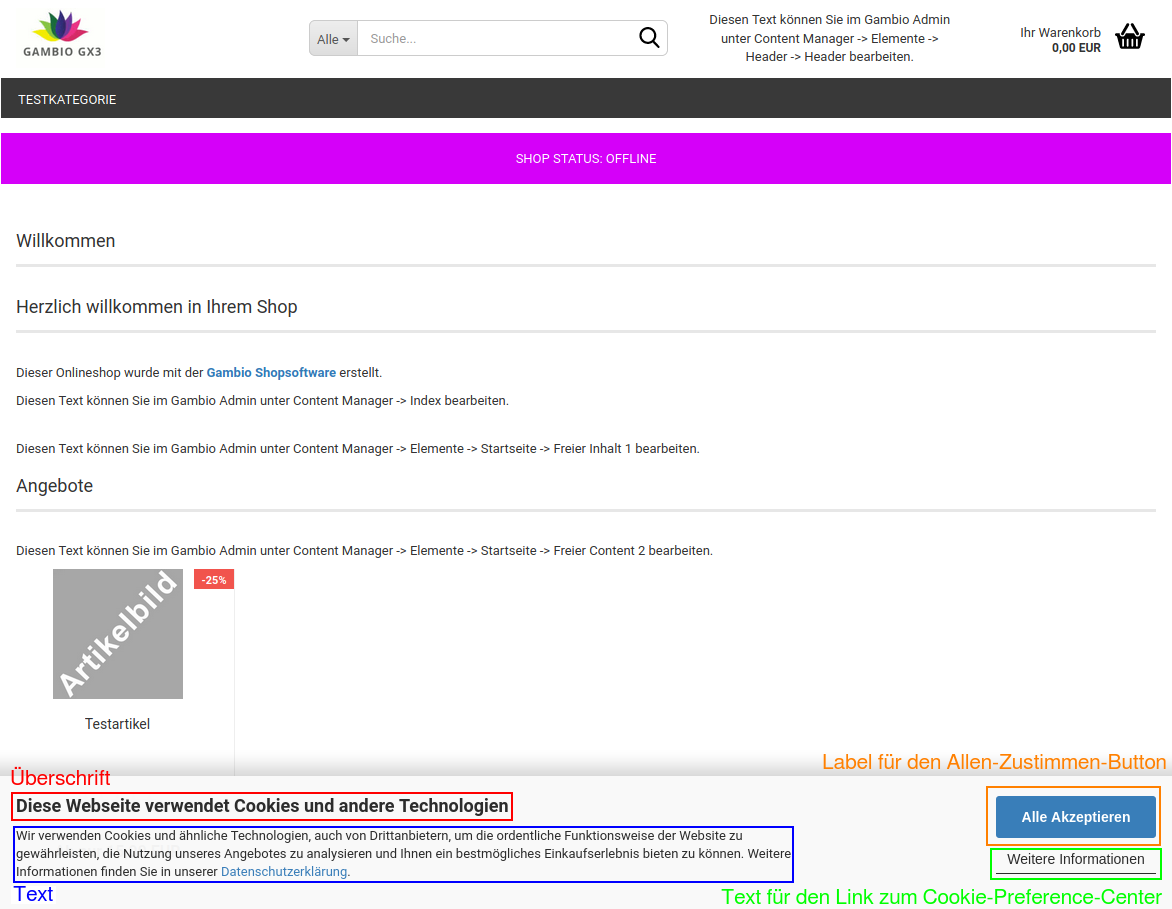 GAMBIO GX3
Alle
Suche...
Diesen Text können Sie im Gambio Admin
unter Content Manager -> Elemente ->
Header -> Header bearbeiten.
Ihr Warenkorb
0,00 EUR
TESTKATEGORIE
SHOP STATUS: OFFLINE
Willkommen
Herzlich willkommen in Ihrem Shop
Dieser Onlineshop wurde mit der Gambio Shopsoftware erstellt.
Diesen Text können Sie im Gambio Admin unter Content Manager -> Index bearbeiten.
Diesen Text können Sie im Gambio Admin unter Content Manager -> Elemente -> Startseite -> Freier Inhalt 1 bearbeiten.
Angebote
Diesen Text können Sie im Gambio Admin unter Content Manager -> Elemente -> Startseite -> Freier Content 2 bearbeiten.
Artikelbild
-25%
Testartikel
Überschrift
Diese Webseite verwendet Cookies und andere Technologien
Wir verwenden Cookies und ähnliche Technologien, auch von Drittanbietern, um die ordentliche Funktionsweise der Website zu
gewährleisten, die Nutzung unseres Angebotes zu analysieren und Ihnen ein bestmögliches Einkaufserlebnis bieten zu können. Weitere
Informationen finden Sie in unserer Datenschutzerklärung.
Text
Label für den Allen-Zustimmen-Button
Alle Akzeptieren
Weitere Informationen
Text für den Link zum Cookie-Preference-Center